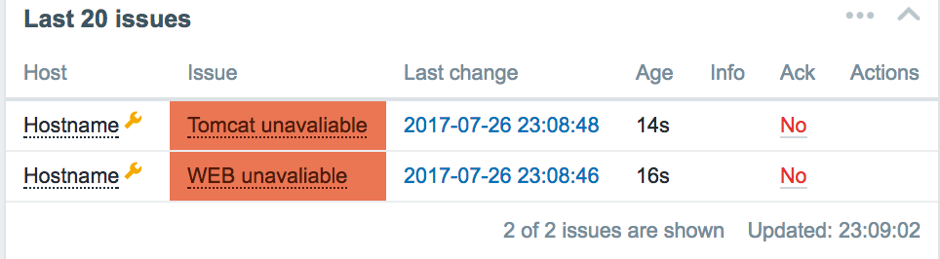 Last 20 issues
Host Issue Last change Age Info Ack Actions
Hostname Tomcat unavaliable 2017-07-26 23:08:48 14s No
Hostname WEB unavaliable 2017-07-26 23:08:46 16s No
2 of 2 issues are shown Updated: 23:09:02